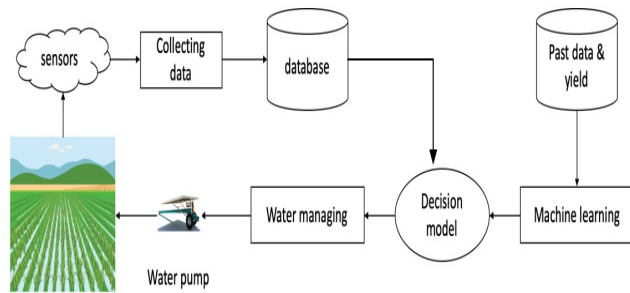 sensors
Collecting
data
database
Past data &
yield
Water managing
Decision
model
Machine learning
Water pump